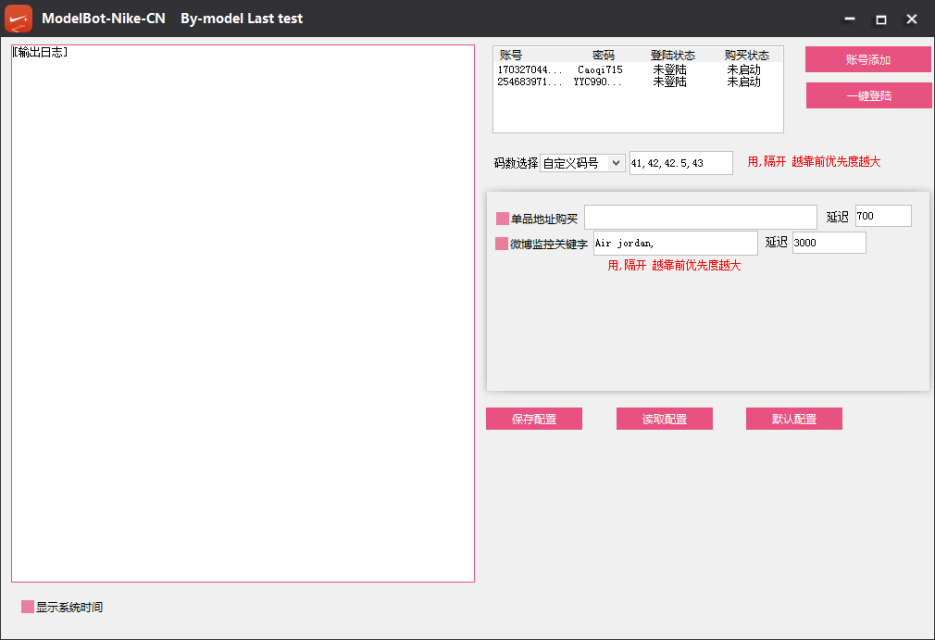 ModelBot-Nike-CN By-model Last test
[输出日志]
账号 密码 登陆状态 购买状态
170327044... Caoqi715 未登陆 未启动
254683971... YYC990... 未登陆 未启动
账号添加
一键登陆
码数选择 自定义码号 41,42,42.5,43 用,隔开 越靠前优先度越大
单品地址购买 延迟 700
微博监控关键字 Air jordan, 延迟 3000
用,隔开 越靠前优先度越大
保存配置 读取配置 默认配置
显示系统时间